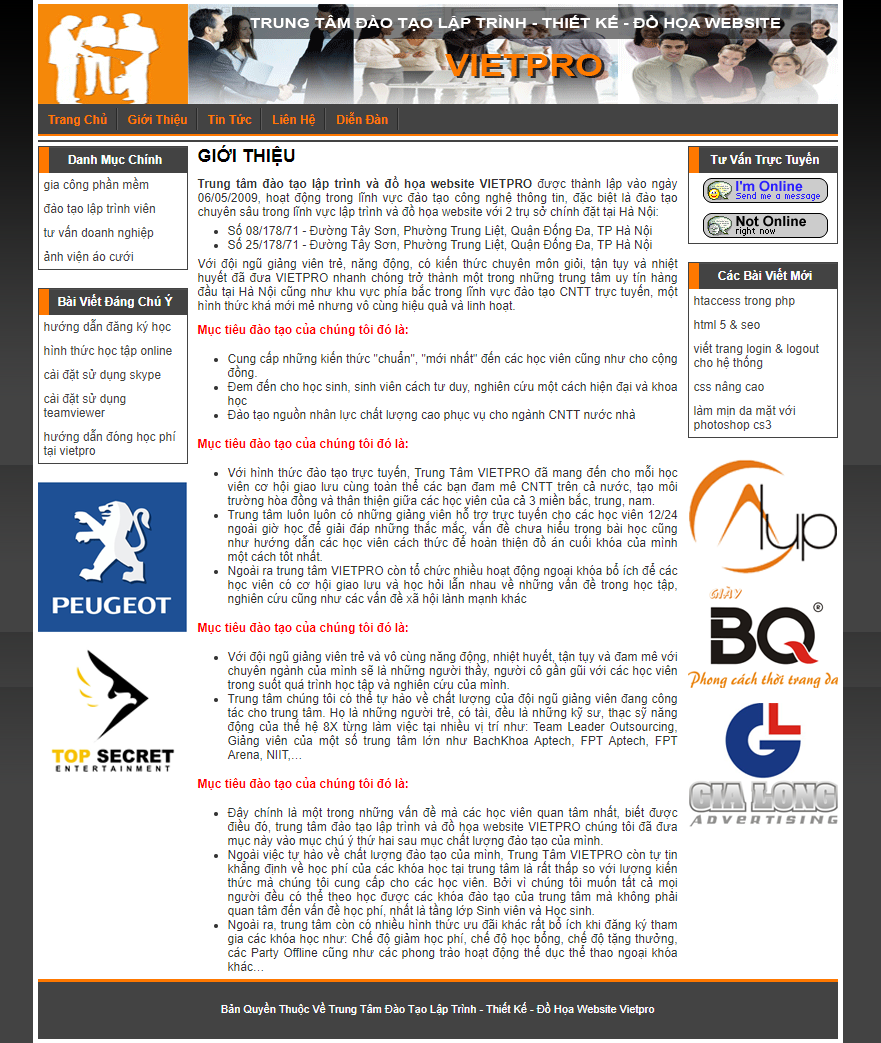 TRUNG TÂM ĐÀO TẠO LẬP TRÌNH - THIẾT KẾ - ĐỒ HỌA WEBSITE
VIETPRO
Trang Chủ
Giới Thiệu
Tin Tức
Liên Hệ
Diễn Đàn
Danh Mục Chính
gia công phần mềm
đào tạo lập trình viên
tư vấn doanh nghiệp
ảnh viện áo cưới
Bài Viết Đáng Chú Ý
hướng dẫn đăng ký học
hình thức học tập online
cài đặt sử dụng skype
cài đặt sử dụng
teamviewer
hướng dẫn đóng học phí
tại vietpro
PEUGEOT
TOP SECRET
ENTERTAINMENT
GIỚI THIỆU
Trung tâm đào tạo lập trình và đồ họa website VIETPRO được thành lập vào ngày
06/05/2009, hoạt động trong lĩnh vực đào tạo công nghệ thông tin, đặc biệt là đào tạo
chuyên sâu trong lĩnh vực lập trình và đồ họa website với 2 trụ sở chính đặt tại Hà Nội:
Số 08/178/71 - Đường Tây Sơn, Phường Trung Liệt, Quận Đống Đa, TP Hà Nội
Số 25/178/71 - Đường Tây Sơn, Phường Trung Liệt, Quận Đống Đa, TP Hà Nội
Với đội ngũ giảng viên trẻ, năng động, có kiến thức chuyên môn giỏi, tận tụy và nhiệt
huyết đã đưa VIETPRO nhanh chóng trở thành một trong những trung tâm uy tín hàng
đầu tại Hà Nội cũng như khu vực phía bắc trong lĩnh vực đào tạo CNTT trực tuyến, một
hình thức khá mới mẻ nhưng vô cùng hiệu quả và linh hoạt.
Mục tiêu đào tạo của chúng tôi đó là:
Cung cấp những kiến thức "chuẩn", "mới nhất" đến các học viên cũng như cho cộng
đồng.
Đem đến cho học sinh, sinh viên cách tư duy, nghiên cứu một cách hiện đại và khoa
học
Đào tạo nguồn nhân lực chất lượng cao phục vụ cho ngành CNTT nước nhà
Mục tiêu đào tạo của chúng tôi đó là:
Với hình thức đào tạo trực tuyến, Trung Tâm VIETPRO đã mang đến cho mỗi học
viên cơ hội giao lưu cùng toàn thể các bạn đam mê CNTT trên cả nước, tạo môi
trường hòa đồng và thân thiện giữa các học viên của cả 3 miền bắc, trung, nam.
Trung tâm luôn luôn có những giảng viên hỗ trợ trực tuyến cho các học viên 12/24
ngoài giờ học để giải đáp những thắc mắc, vấn đề chưa hiểu trong bài học cũng
như hướng dẫn các học viên cách thức để hoàn thiện đồ án cuối khóa của mình
một cách tốt nhất.
Ngoài ra trung tâm VIETPRO còn tổ chức nhiều hoạt động ngoại khóa bổ ích để các
học viên có cơ hội giao lưu và học hỏi lẫn nhau về những vấn đề trong học tập,
nghiên cứu cũng như các vấn đề xã hội lành mạnh khác
Mục tiêu đào tạo của chúng tôi đó là:
Với đội ngũ giảng viên trẻ và vô cùng năng động, nhiệt huyết, tận tụy và đam mê với
chuyên ngành của mình sẽ là những người thầy, người cô gần gũi với các học viên
trong suốt quá trình học tập và nghiên cứu của mình.
Trung tâm chúng tôi có thể tự hào về chất lượng của đội ngũ giảng viên đang công
tác cho trung tâm. Họ là những người trẻ, có tài, đều là những kỹ sư, thạc sỹ năng
động của thế hệ 8X từng làm việc tại nhiều vị trí như: Team Leader Outsourcing,
Giảng viên của một số trung tâm lớn như BachKhoa Aptech, FPT Aptech, FPT
Arena, NIIT,…
Mục tiêu đào tạo của chúng tôi đó là:
Đây chính là một trong những vấn đề mà các học viên quan tâm nhất, biết được
điều đó, trung tâm đào tạo lập trình và đồ họa website VIETPRO chúng tôi đã đưa
mục này vào mục chú ý thứ hai sau mục chất lượng đào tạo của mình.
Ngoài việc tự hào về chất lượng đào tạo của mình, Trung Tâm VIETPRO còn tự tin
khẳng định về học phí của các khóa học tại trung tâm là rất thấp so với lượng kiến
thức mà chúng tôi cung cấp cho các học viên. Bởi vì chúng tôi muốn tất cả mọi
người đều có thể theo học được các khóa đào tạo của trung tâm mà không phải
quan tâm đến vấn đề học phí, nhất là tầng lớp Sinh viên và Học sinh.
Ngoài ra, trung tâm còn có nhiều hình thức ưu đãi khác rất bổ ích khi đăng ký tham
gia các khóa học như: Chế độ giảm học phí, chế độ học bổng, chế độ tặng thưởng,
các Party Offline cũng như các phong trào hoạt động thể dục thể thao ngoại khóa
khác…
Tư Vấn Trực Tuyến
I'm Online
Send me a message
Not Online
right now
Các Bài Viết Mới
htaccess trong php
html 5 & seo
viết trang login & logout
cho hệ thống
css nâng cao
làm mịn da mặt với
photoshop cs3
Alyp
GIÀY
BQ®
Phong cách thời trang da
GIA LONG
ADVERTISING
Bản Quyền Thuộc Về Trung Tâm Đào Tạo Lập Trình - Thiết Kế - Đồ Họa Website Vietpro